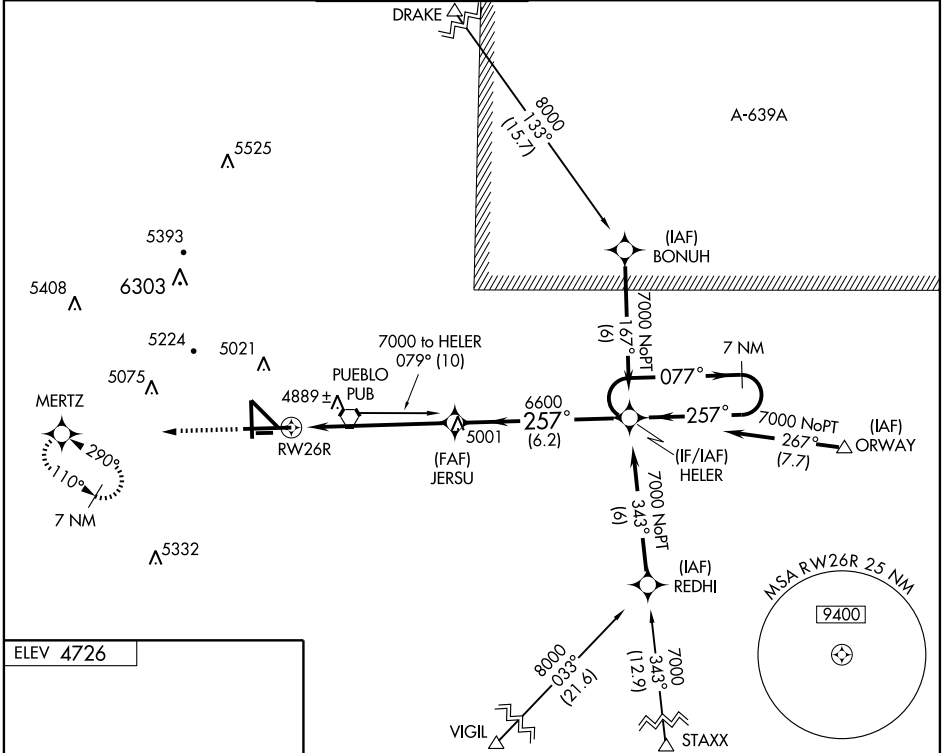 DRAKE
8000
133°
(15.7)
A-639A
5525
5393
6303
5408
(IAF)
BONUH
7000 NoPT
167°
(6)
5224
5021
7000 to HELER
079° (10)
7 NM
077°
5075
PUEBLO
PUB
4889 ±
MERTZ
6600
257°
(6.2)
257°
7000 NoPT
267°
(7.7)
(IAF)
ORWAY
RW26R
5001
(FAF)
JERSU
(IF/IAF)
HELER
290°
110°
7 NM
7000 NoPT
343°
(6)
5332
(IAF)
REDHI
MSA RW26R 25 NM
9400
ELEV 4726
8000
033°
(21.6)
7000
343°
(12.9)
VIGIL
STAXX